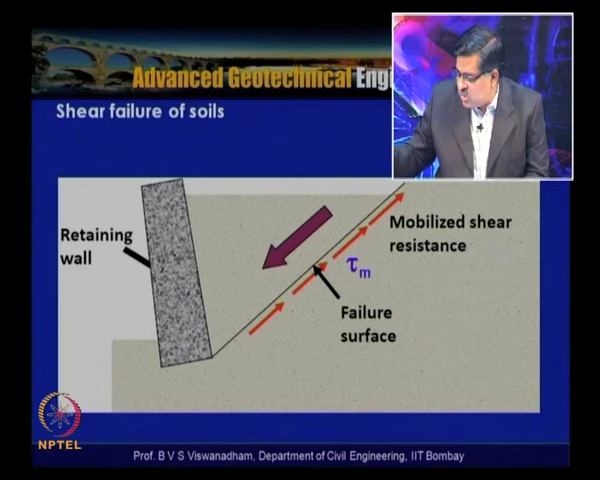 Advanced Geotechnical Engi
Shear failure of soils
Retaining
wall
Mobilized shear
resistance
τm
Failure
surface
NPTEL
Prof. B V S Viswanadham, Department of Civil Engineering, IIT Bombay